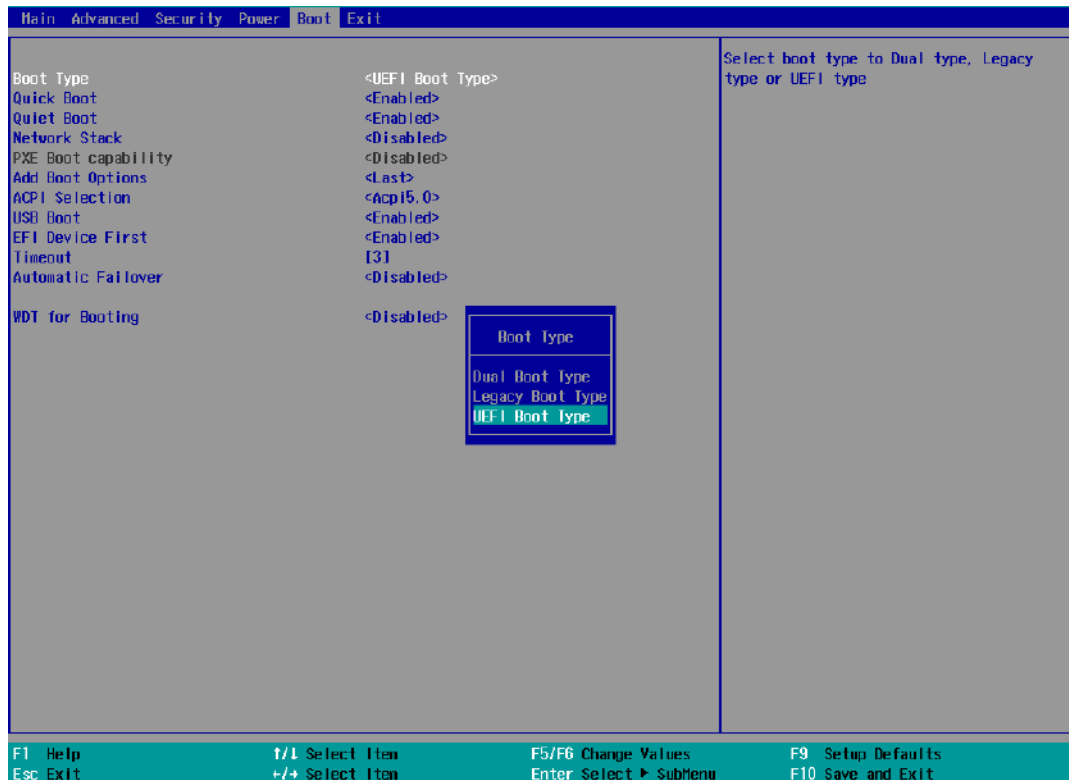 Main Advanced Security Power Boot Exit
Boot Type <UEFI Boot Type>
Quick Boot <Enabled>
Quiet Boot <Enabled>
Network Stack <Disabled>
PXE Boot capability <Disabled>
Add Boot Options <Last>
ACPI Selection <Acpi5.0>
USB Boot <Enabled>
EFI Device First <Enabled>
Timeout [3]
Automatic Failover <Disabled>
WDT for Booting <Disabled>
Boot Type
Dual Boot Type
Legacy Boot Type
UEFI Boot Type
Select boot type to Dual type, Legacy
type or UEFI type
F1 Help ↑/↓ Select Item F5/F6 Change Values F9 Setup Defaults
Esc Exit ←/→ Select Item Enter Select ▶ SubMenu F10 Save and Exit